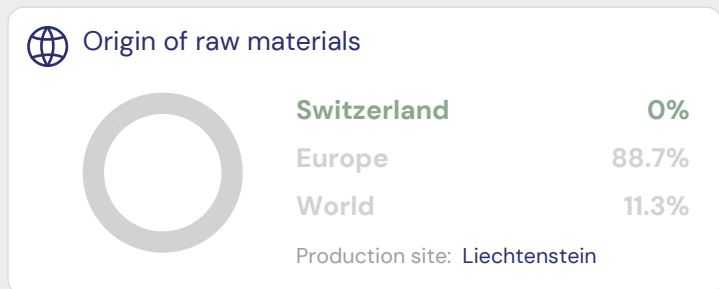 Origin of raw materials
Switzerland 0%
Europe 88.7%
World 11.3%
Production site: Liechtenstein